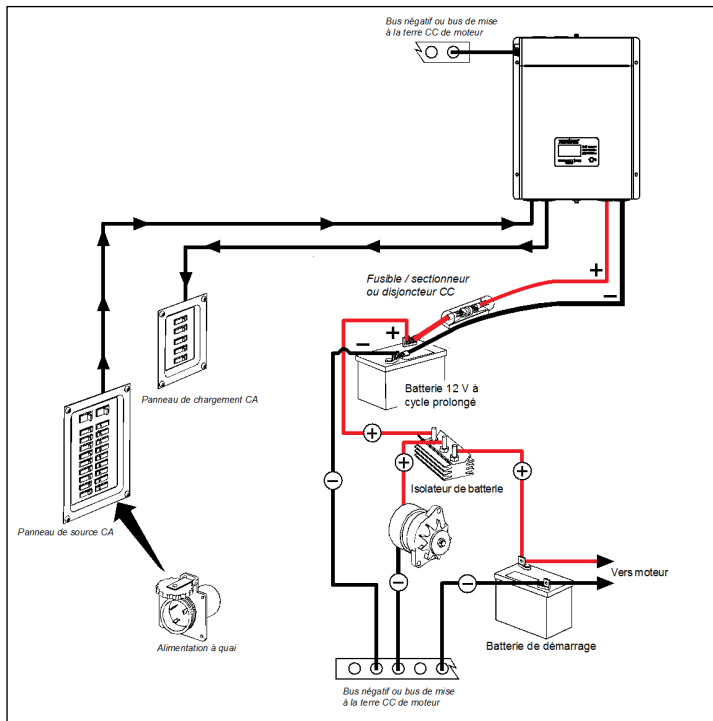 Bus négatif ou bus de mise
à la terre CC de moteur
+
−
Fusible / sectionneur
ou disjoncteur CC
−
+
Batterie 12 V à
cycle prolongé
Panneau de chargement CA
+
+
+
Isolateur de batterie
−
Panneau de source CA
−
−
Vers moteur
Alimentation à quai
Batterie de démarrage
Bus négatif ou bus de mise
à la terre CC de moteur